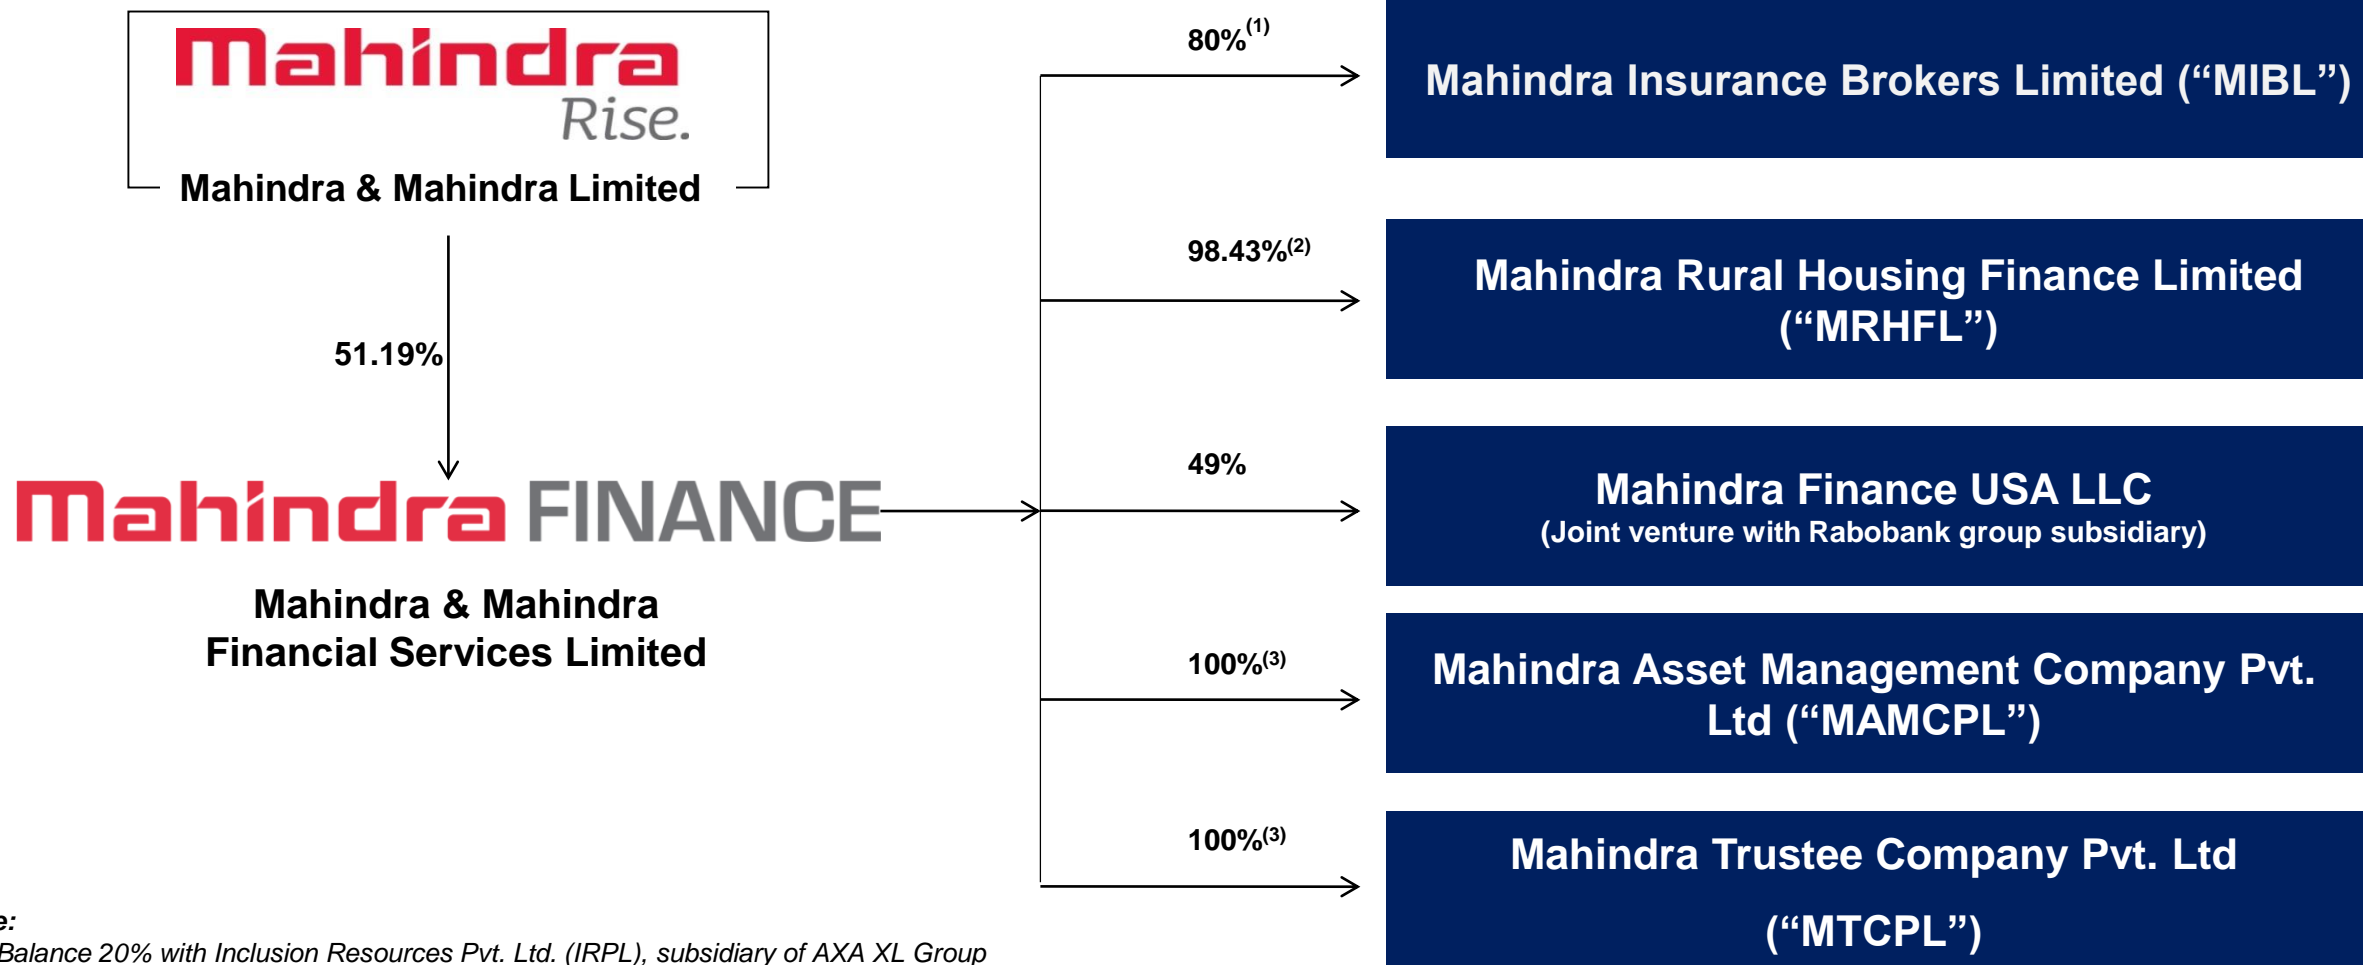 Mahindra
Rise.
Mahindra & Mahindra Limited
51.19%
Mahindra FINANCE
Mahindra & Mahindra
Financial Services Limited
80%(1)
Mahindra Insurance Brokers Limited (“MIBL”)
98.43%(2)
Mahindra Rural Housing Finance Limited
(“MRHFL”)
49%
Mahindra Finance USA LLC
(Joint venture with Rabobank group subsidiary)
100%(3)
Mahindra Asset Management Company Pvt.
Ltd (“MAMCPL”)
100%(3)
Mahindra Trustee Company Pvt. Ltd
(“MTCPL”)
Balance 20% with Inclusion Resources Pvt. Ltd. (IRPL), subsidiary of AXA XL Group